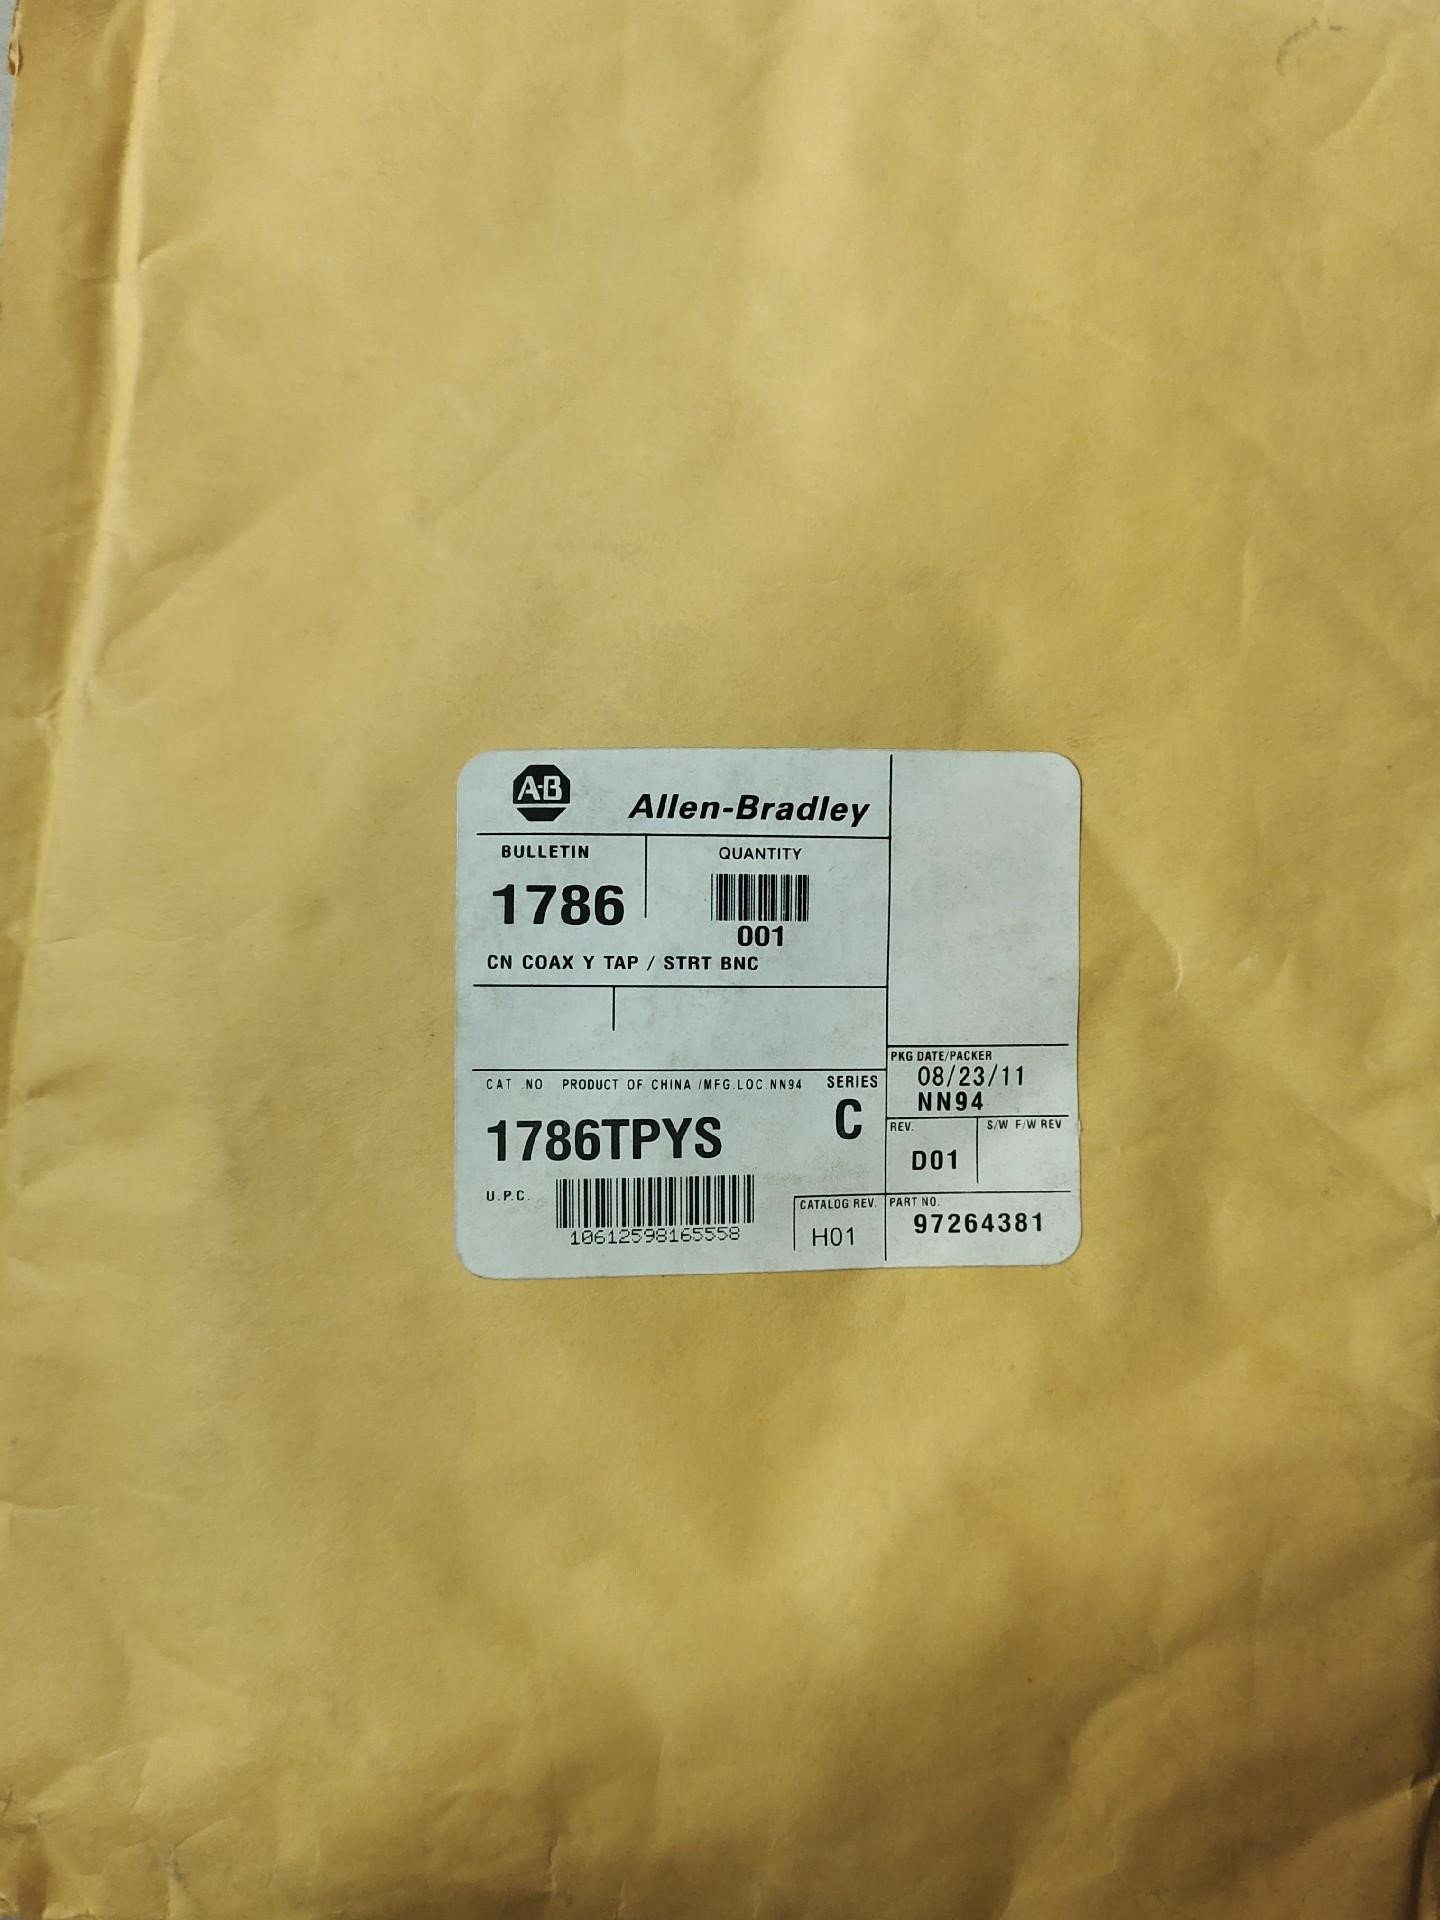 A-B
Allen-Bradley
BULLETIN
QUANTITY
1786
001
CN COAX Y TAP / STRT BNC
CAT .NO PRODUCT OF CHINA /MFG.LOC.NN94
SERIES
1786TPYS
C
U.P.C.
10612598165558
CATALOG REV.
H01
PKG DATE/PACKER
08/23/11
NN94
REV.
S/W F/W REV
D01
PART NO.
97264381